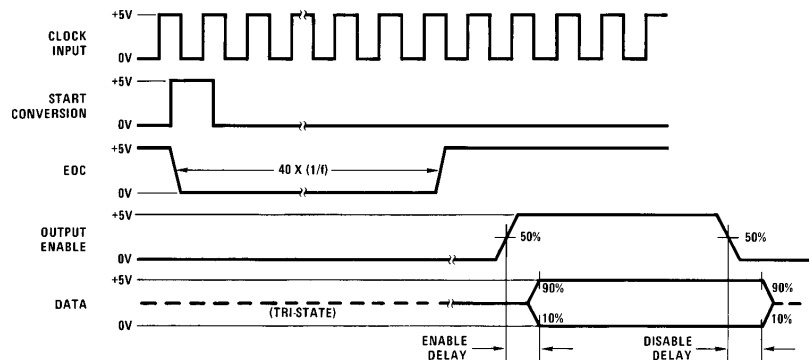 +5V
CLOCK
INPUT
0V
+5V
START
CONVERSION
0V
+5V
EOC
40 X (1/f)
0V
+5V
OUTPUT
ENABLE
50%
50%
0V
+5V
90%
90%
DATA
(TRI-STATE)
10%
10%
0V
ENABLE
DELAY
DISABLE
DELAY